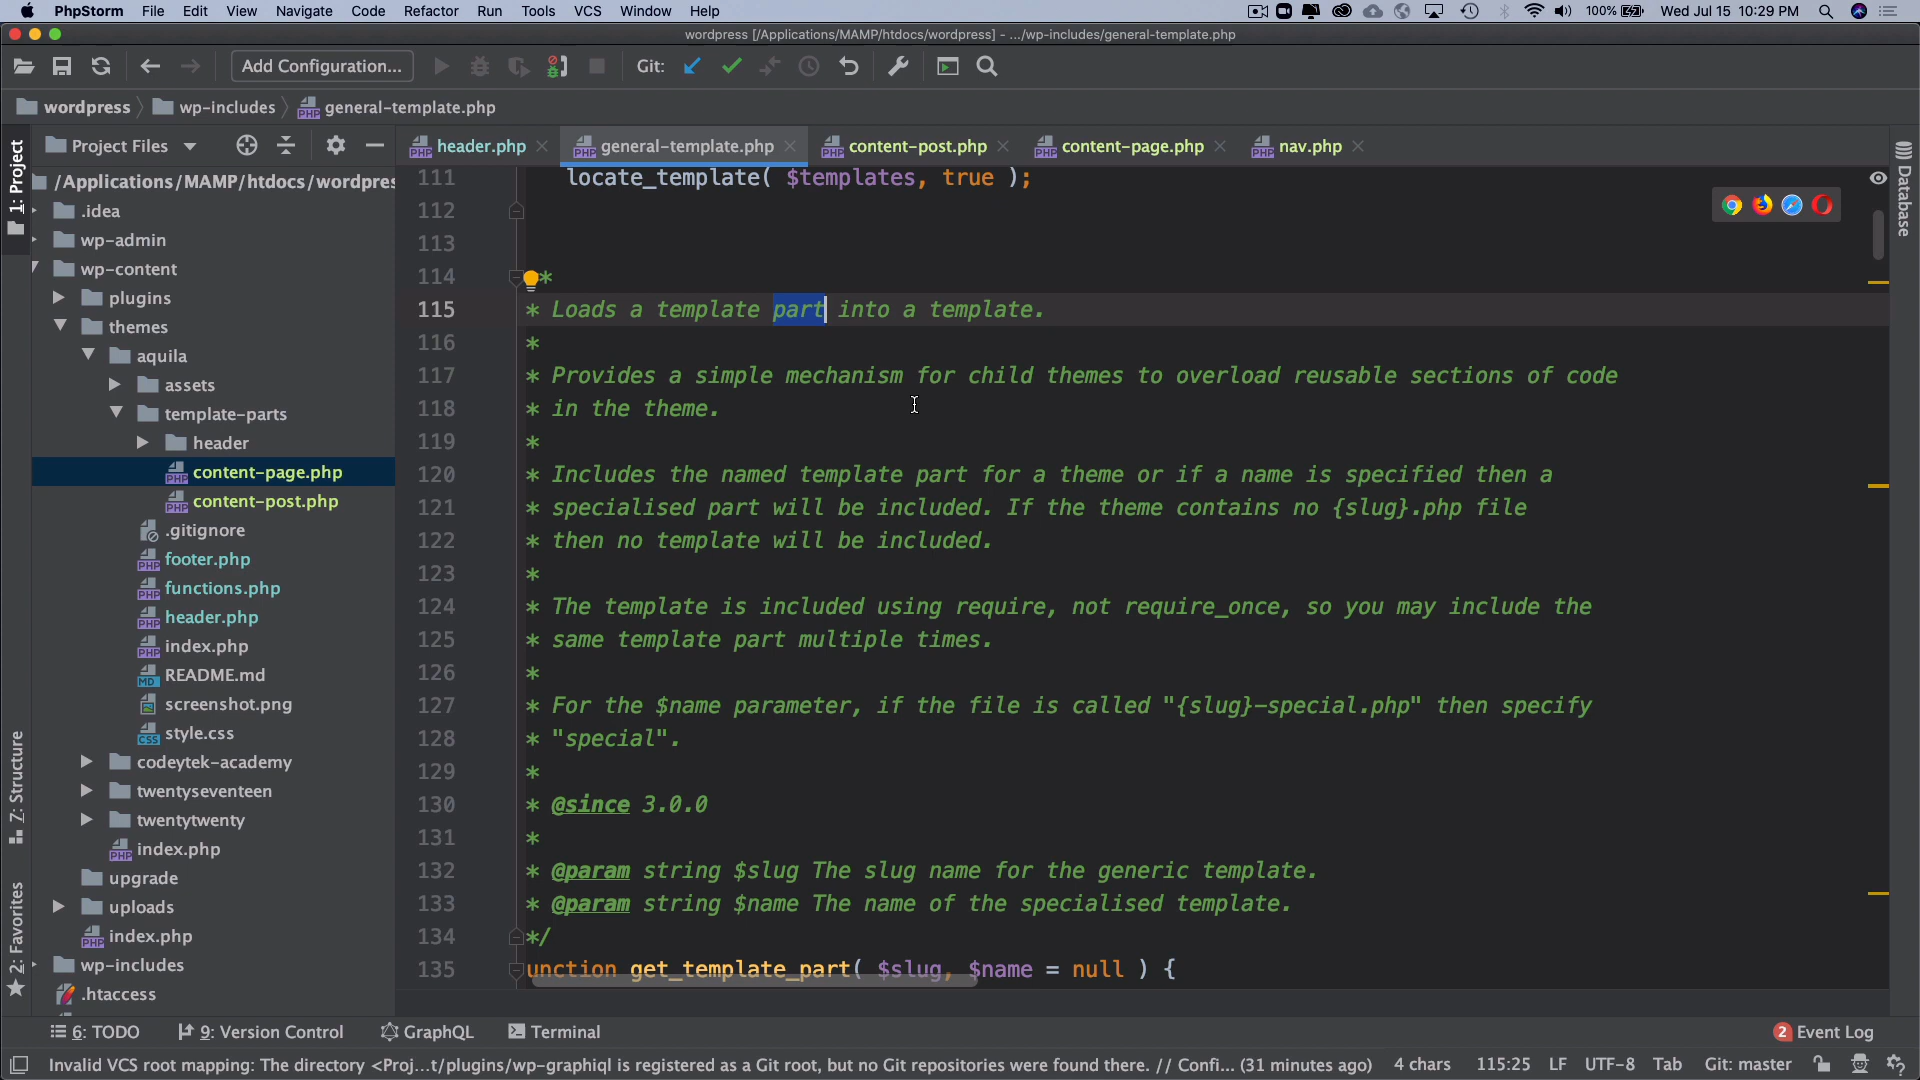 PhpStorm File Edit View Navigate Code Refactor Run Tools VCS Window Help 100% Wed Jul 15 10:29 PM
wordpress [/Applications/MAMP/htdocs/wordpress] - .../wp-includes/general-template.php
Add Configuration... Git:
wordpress wp-includes general-template.php
1: Project
Project Files
header.php general-template.php content-post.php content-page.php nav.php
Database
/Applications/MAMP/htdocs/wordpres
.idea
wp-admin
wp-content
plugins
themes
aquila
assets
template-parts
header
content-page.php
content-post.php
.gitignore
footer.php
functions.php
header.php
index.php
README.md
screenshot.png
style.css
codeytek-academy
twentyseventeen
twentytwenty
index.php
upgrade
uploads
index.php
wp-includes
.htaccess
Z: Structure
2: Favorites
111 locate_template( $templates, true );
112
113
114 *
115 * Loads a template part into a template.
116 *
117 * Provides a simple mechanism for child themes to overload reusable sections of code
118 * in the theme.
119 *
120 * Includes the named template part for a theme or if a name is specified then a
121 * specialised part will be included. If the theme contains no {slug}.php file
122 * then no template will be included.
123 *
124 * The template is included using require, not require_once, so you may include the
125 * same template part multiple times.
126 *
127 * For the $name parameter, if the file is called "{slug}-special.php" then specify
128 * "special".
129 *
130 * @since 3.0.0
131 *
132 * @param string $slug The slug name for the generic template.
133 * @param string $name The name of the specialised template.
134 */
135 unction get_template_part( $slug, $name = null ) {
6: TODO 9: Version Control GraphQL Terminal 2 Event Log
Invalid VCS root mapping: The directory <Proj...t/plugins/wp-graphiql is registered as a Git root, but no Git repositories were found there. // Confi... (31 minutes ago) 4 chars 115:25 LF UTF-8 Tab Git: master